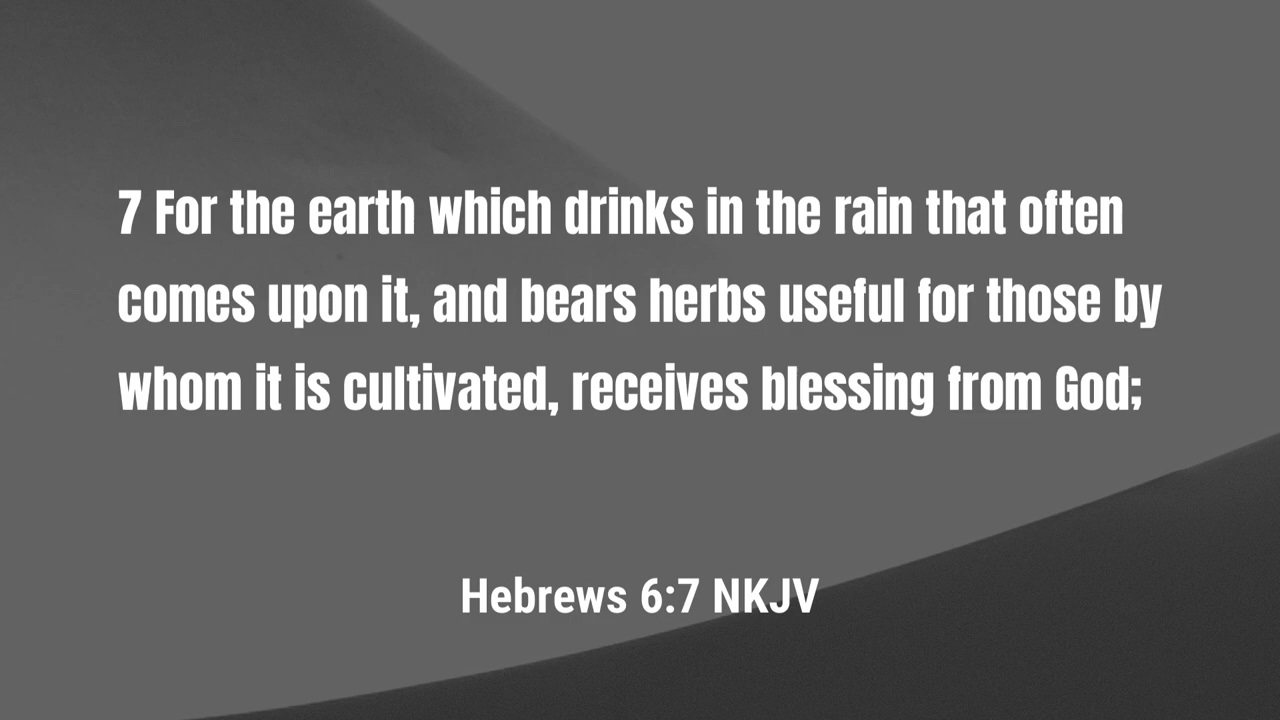 7 For the earth which drinks in the rain that often
comes upon it, and bears herbs useful for those by
whom it is cultivated, receives blessing from God;
Hebrews 6:7 NKJV